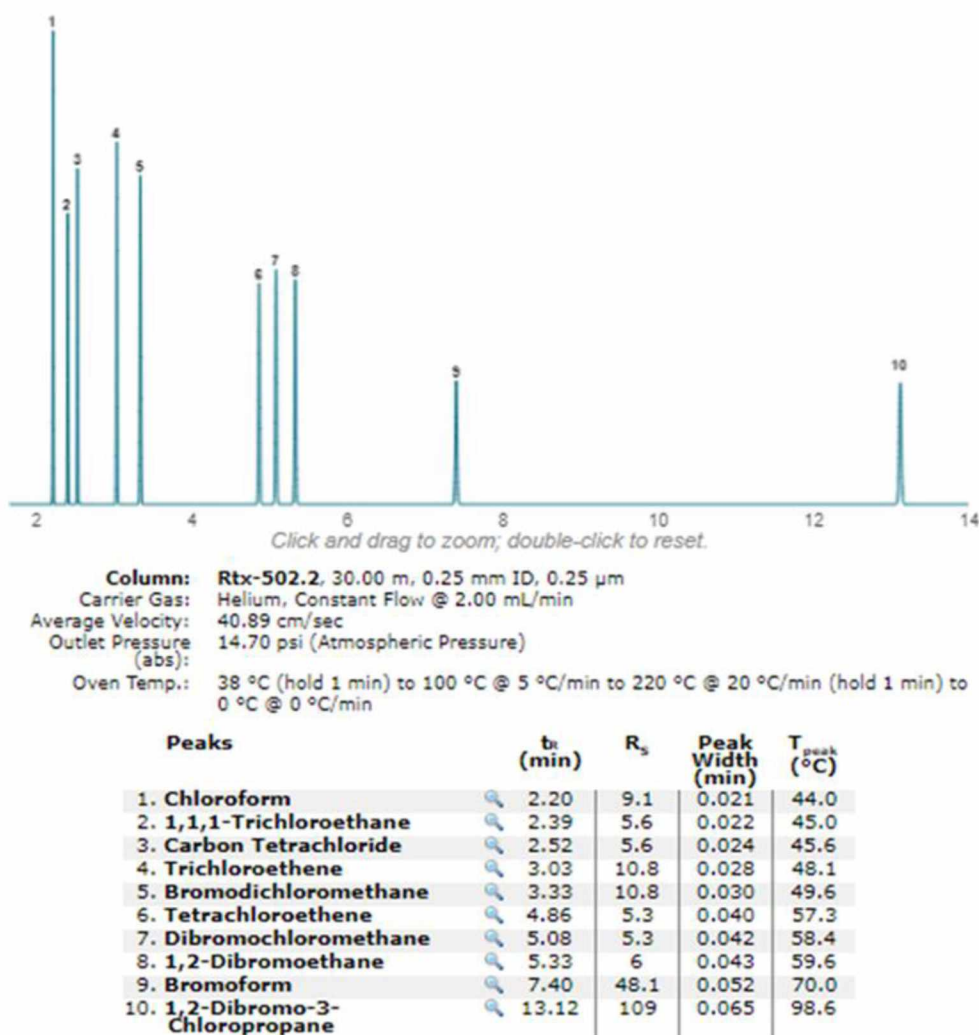 1
4
3
5
2
7
6
8
9
10
2 4 6 8 10 12 14
Click and drag to zoom; double-click to reset.
Column: Rtx-502.2, 30.00 m, 0.25 mm ID, 0.25 µm
Carrier Gas: Helium, Constant Flow @ 2.00 mL/min
Average Velocity: 40.89 cm/sec
Outlet Pressure (abs): 14.70 psi (Atmospheric Pressure)
Oven Temp.: 38 °C (hold 1 min) to 100 °C @ 5 °C/min to 220 °C @ 20 °C/min (hold 1 min) to
0 °C @ 0 °C/min
Peaks tR (min) Rs Peak Width (min) Tpeak (°C)
1. Chloroform 2.20 9.1 0.021 44.0
2. 1,1,1-Trichloroethane 2.39 5.6 0.022 45.0
3. Carbon Tetrachloride 2.52 5.6 0.024 45.6
4. Trichloroethene 3.03 10.8 0.028 48.1
5. Bromodichloromethane 3.33 10.8 0.030 49.6
6. Tetrachloroethene 4.86 5.3 0.040 57.3
7. Dibromochloromethane 5.08 5.3 0.042 58.4
8. 1,2-Dibromoethane 5.33 6 0.043 59.6
9. Bromoform 7.40 48.1 0.052 70.0
10. 1,2-Dibromo-3- 13.12 109 0.065 98.6
Chloropropane